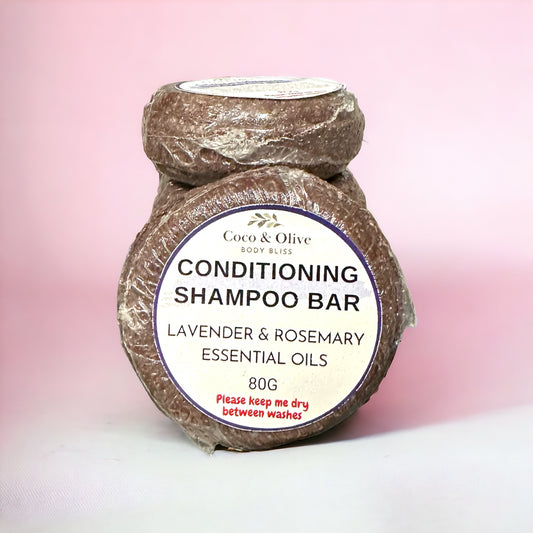 Coco & Olive
BODY BLISS
CONDITIONING
SHAMPOO BAR
LAVENDER & ROSEMARY
ESSENTIAL OILS
80G
Please keep me dry
between washes